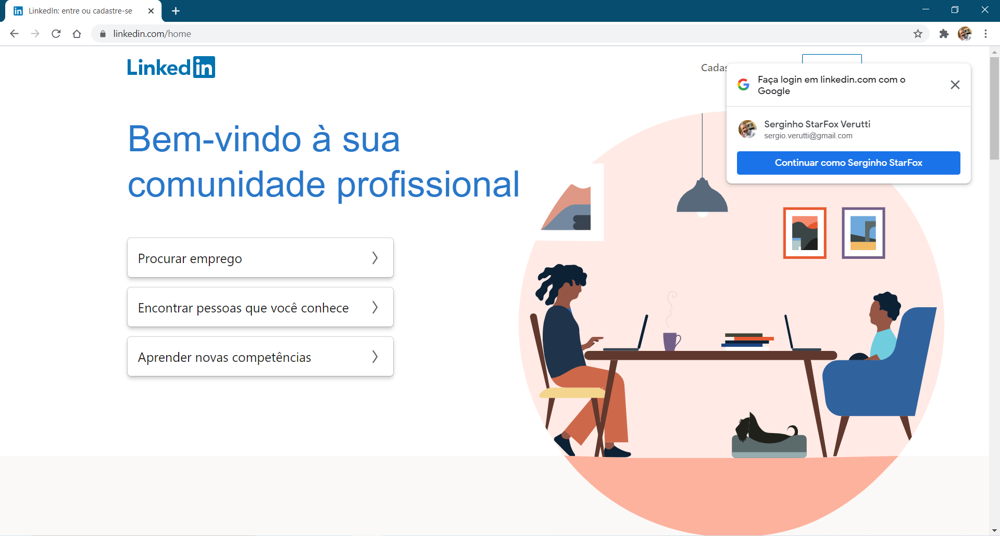 LinkedIn: entre ou cadastre-se
linkedin.com/home
Linked in
Faça login em linkedin.com com o
Google
Serginho StarFox Verutti
sergio.verutti@gmail.com
Continuar como Serginho StarFox
Bem-vindo à sua
comunidade profissional
Procurar emprego
Encontrar pessoas que você conhece
Aprender novas competências